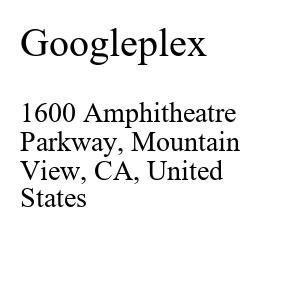 Googleplex
1600 Amphitheatre
Parkway, Mountain
View, CA, United
States